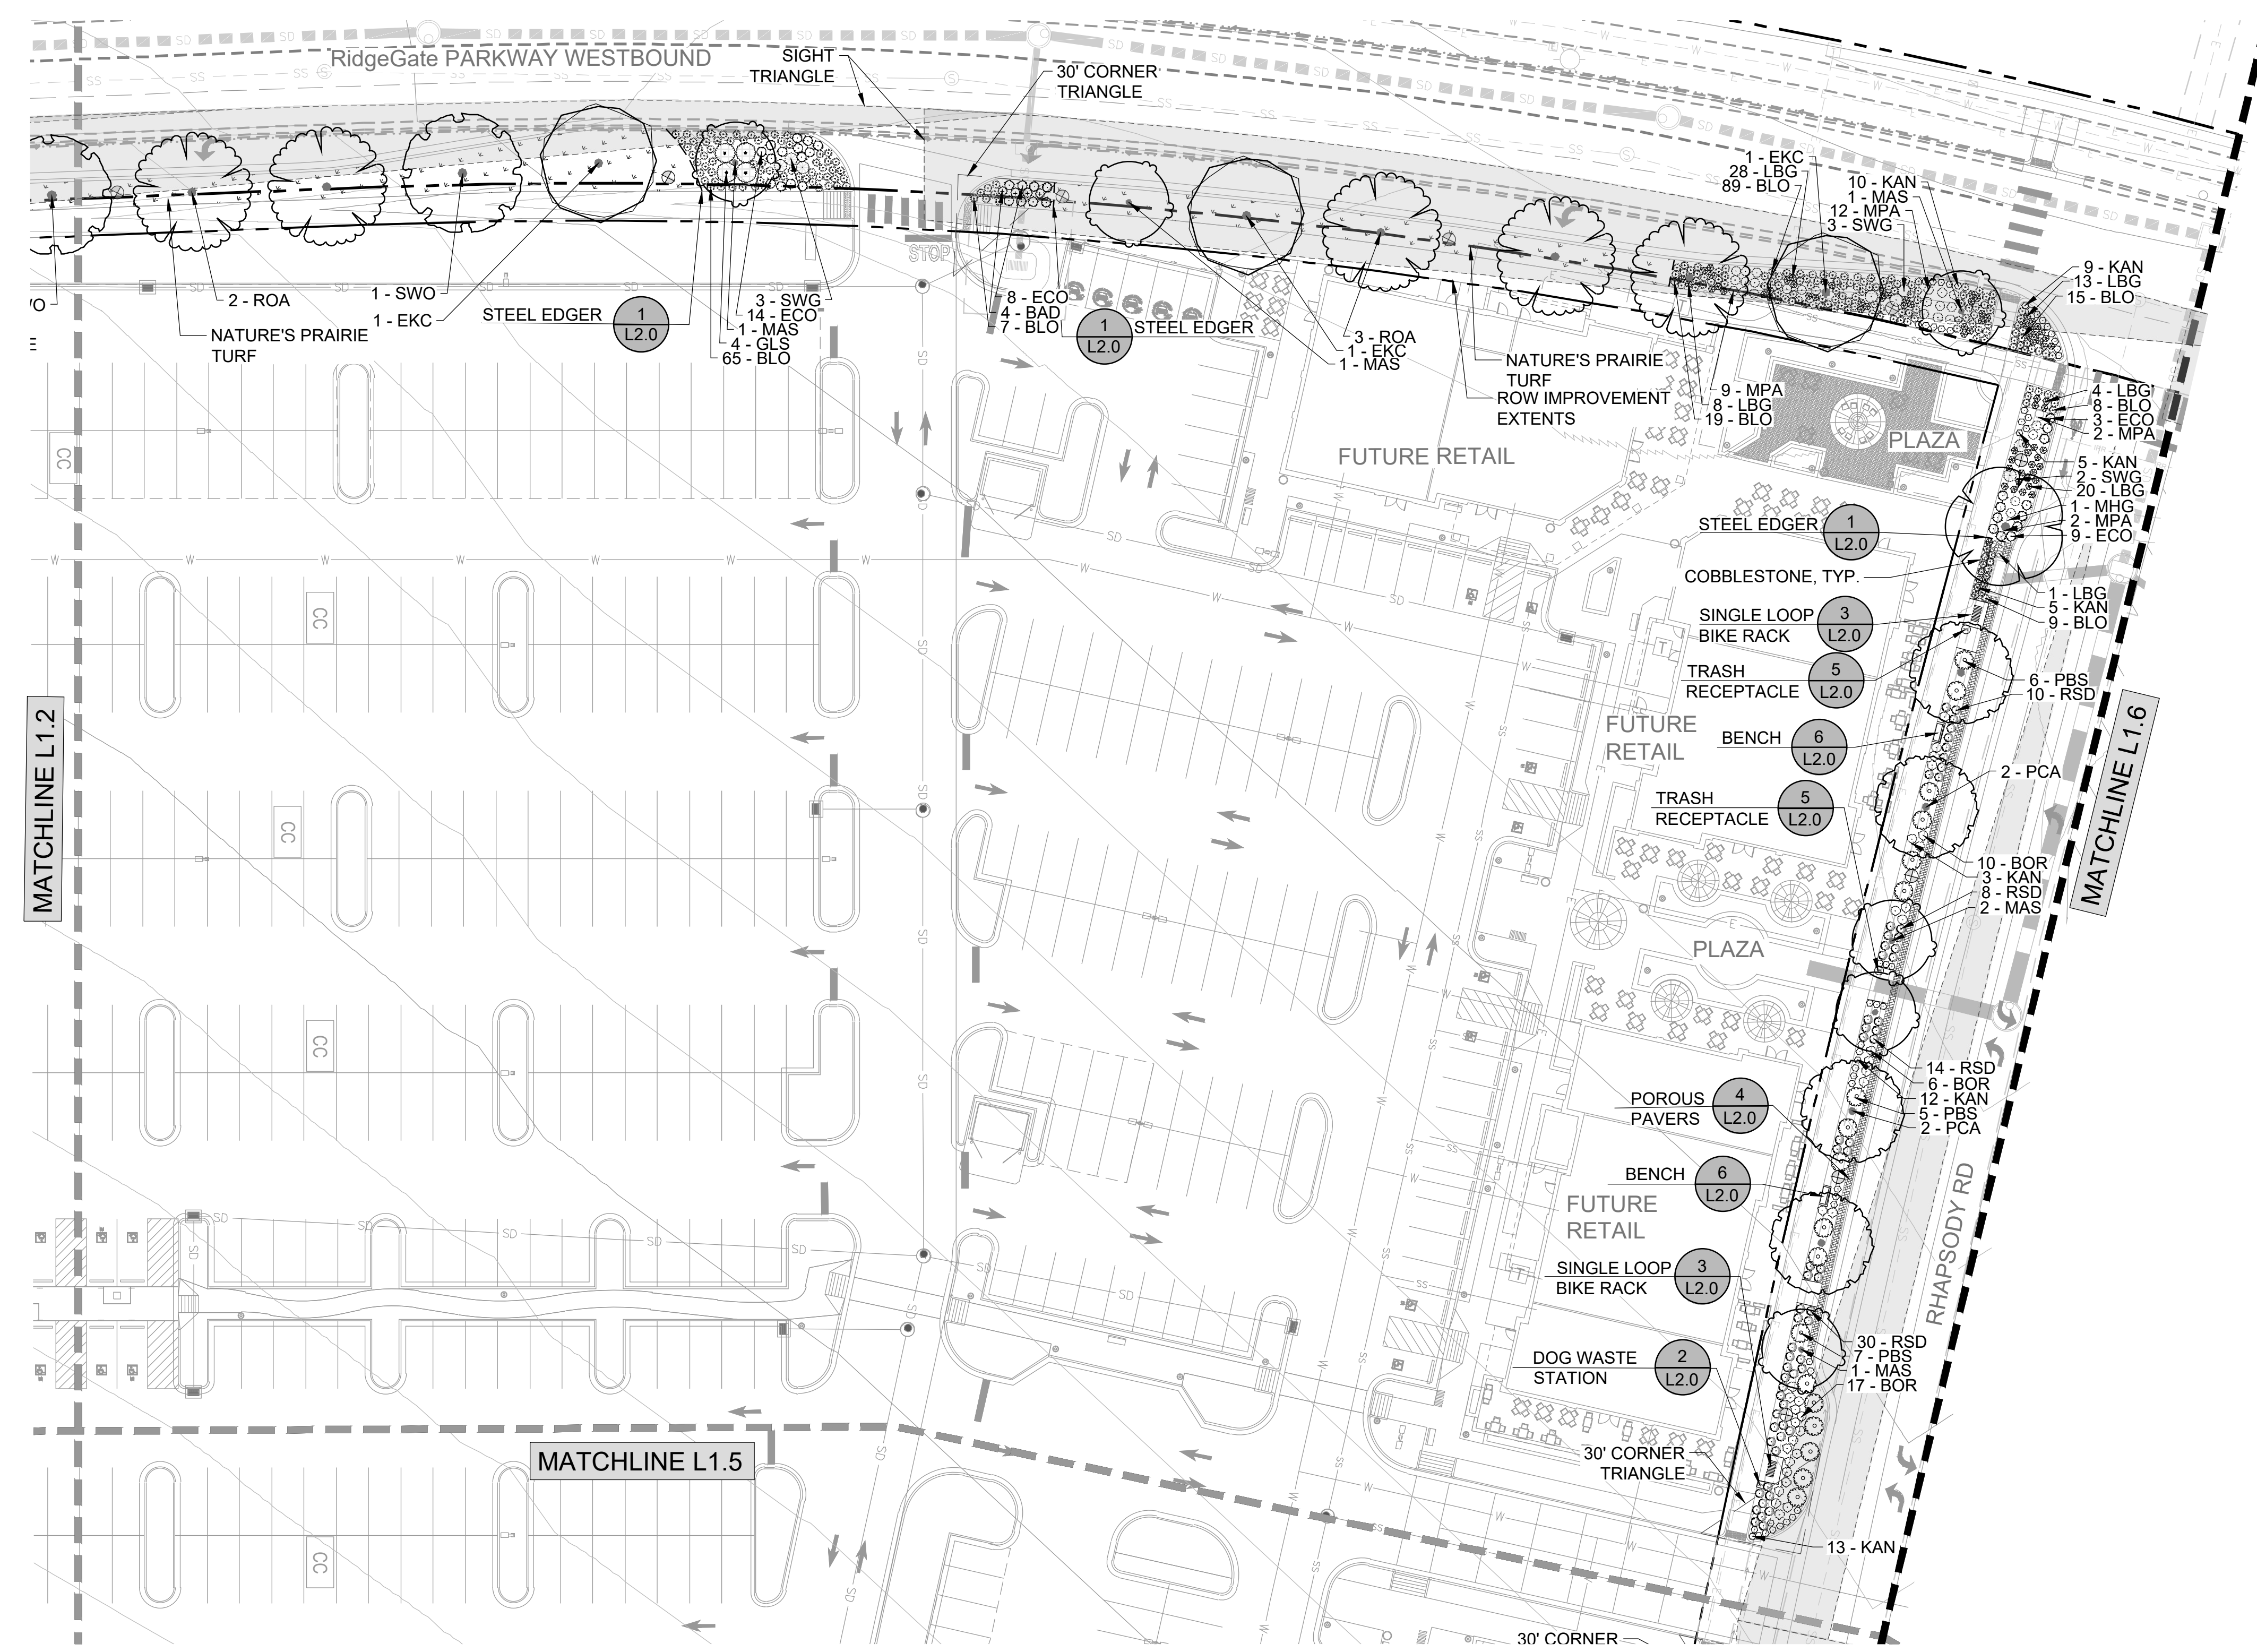 RidgeGate PARKWAY WESTBOUND
SIGHT
TRIANGLE
30' CORNER
TRIANGLE
1 - EKC
28 - LBG
89 - BLO
10 - KAN
1 - MAS
12 - MPA
3 - SWG
9 - KAN
13 - LBG
15 - BLO
STOP
2 - ROA
1 - SWO
1 - EKC
NATURE'S PRAIRIE
TURF
STEEL EDGER
1
L2.0
3 - SWG
14 - ECO
1 - MAS
4 - GLS
65 - BLO
8 - ECO
4 - BAD
7 - BLO
1
L2.0
STEEL EDGER
3 - ROA
1 - EKC
1 - MAS
NATURE'S PRAIRIE
TURF
ROW IMPROVEMENT
EXTENTS
9 - MPA
8 - LBG
19 - BLO
4 - LBG
8 - BLO
3 - ECO
2 - MPA
PLAZA
FUTURE RETAIL
5 - KAN
2 - SWG
20 - LBG
1 - MHG
2 - MPA
9 - ECO
STEEL EDGER
1
L2.0
COBBLESTONE, TYP.
1 - LBG
5 - KAN
9 - BLO
SINGLE LOOP
BIKE RACK
3
L2.0
TRASH
RECEPTACLE
5
L2.0
6 - PBS
10 - RSD
FUTURE
RETAIL
BENCH
6
L2.0
2 - PCA
TRASH
RECEPTACLE
5
L2.0
MATCHLINE L1.2
MATCHLINE L1.6
10 - BOR
3 - KAN
8 - RSD
2 - MAS
PLAZA
14 - RSD
6 - BOR
12 - KAN
5 - PBS
2 - PCA
POROUS
PAVERS
4
L2.0
BENCH
6
L2.0
FUTURE
RETAIL
RHAPSODY RD
SINGLE LOOP
BIKE RACK
3
L2.0
DOG WASTE
STATION
2
L2.0
30 - RSD
7 - PBS
1 - MAS
17 - BOR
MATCHLINE L1.5
30' CORNER
TRIANGLE
13 - KAN
30' CORNER
CC
CC
CC
CC
CC